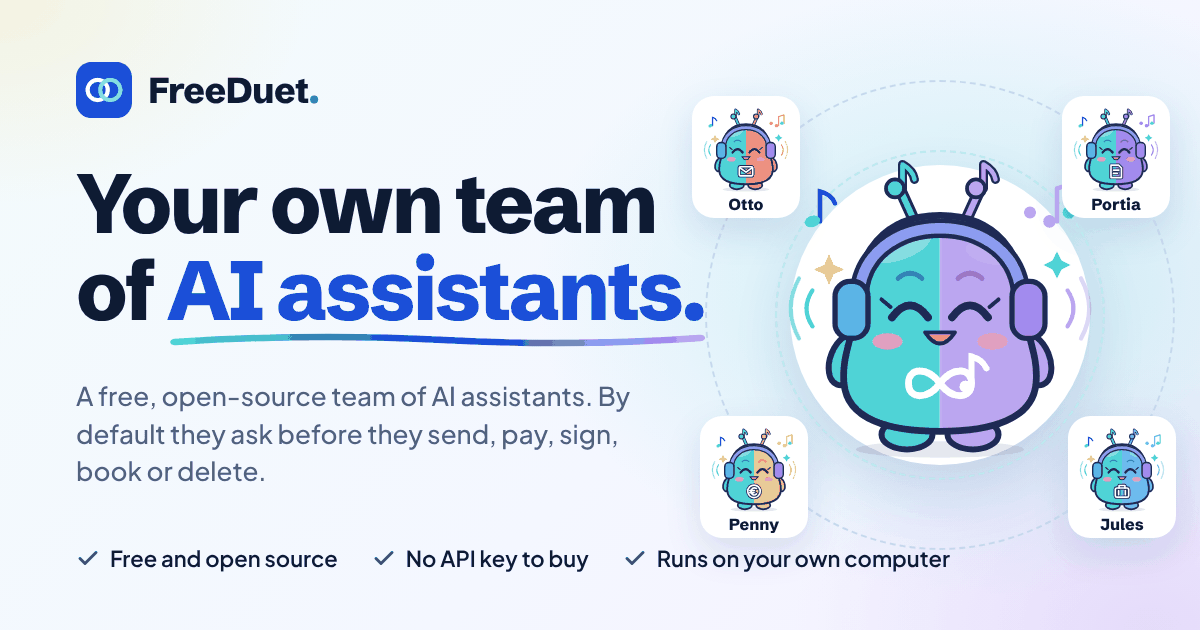 FreeDuet.
Your own team
of AI assistants.
A free, open-source team of AI assistants. By
default they ask before they send, pay, sign,
book or delete.
Free and open source
No API key to buy
Runs on your own computer
Otto
Portia
Penny
Jules